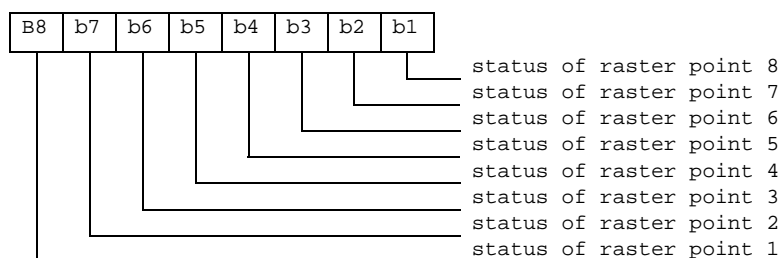 B8 b7 b6 b5 b4 b3 b2 b1
status of raster point 8
status of raster point 7
status of raster point 6
status of raster point 5
status of raster point 4
status of raster point 3
status of raster point 2
status of raster point 1